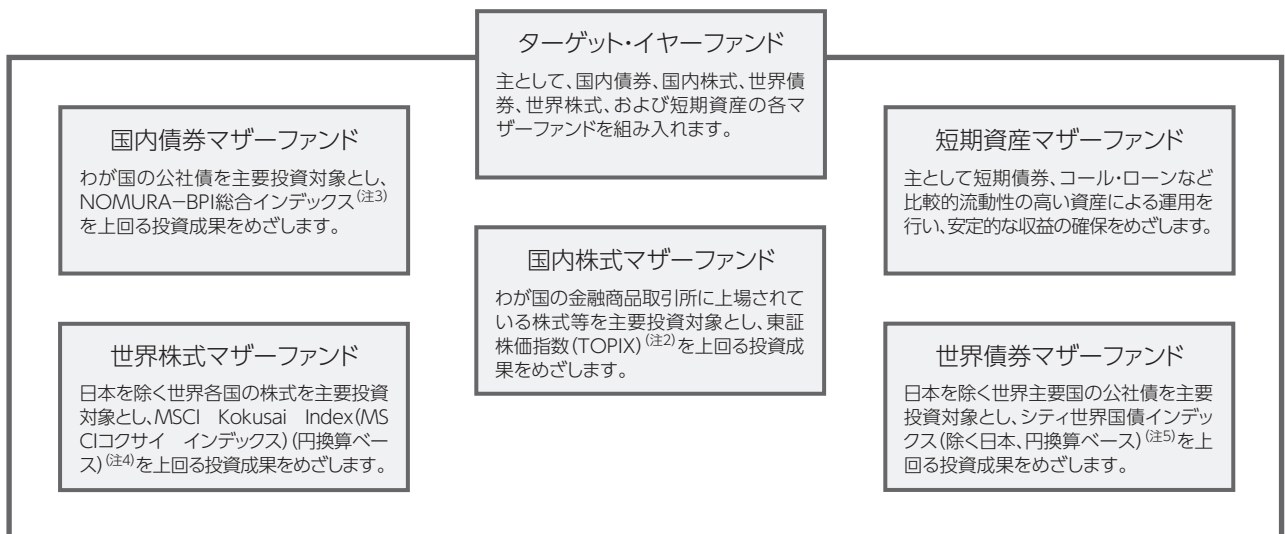 ターゲット・イヤーファンド
主として、国内債券、国内株式、世界債
券、世界株式、および短期資産の各マ
ザーファンドを組み入れます。
国内債券マザーファンド
わが国の公社債を主要投資対象とし、
NOMURA−BPI総合インデックス(注3)
を上回る投資成果をめざします。
短期資産マザーファンド
主として短期債券、コール・ローンなど
比較的流動性の高い資産による運用を
行い、安定的な収益の確保をめざします。
国内株式マザーファンド
わが国の金融商品取引所に上場されて
いる株式等を主要投資対象とし、東証
株価指数(TOPIX)(注2)を上回る投資成
果をめざします。
世界株式マザーファンド
日本を除く世界各国の株式を主要投資
対象とし、MSCI Kokusai Index(MS
CIコクサイ インデックス)(円換算ベー
ス)(注4)を上回る投資成果をめざします。
世界債券マザーファンド
日本を除く世界主要国の公社債を主要
投資対象とし、シティ世界国債インデッ
クス(除く日本、円換算ベース)(注5)を上
回る投資成果をめざします。